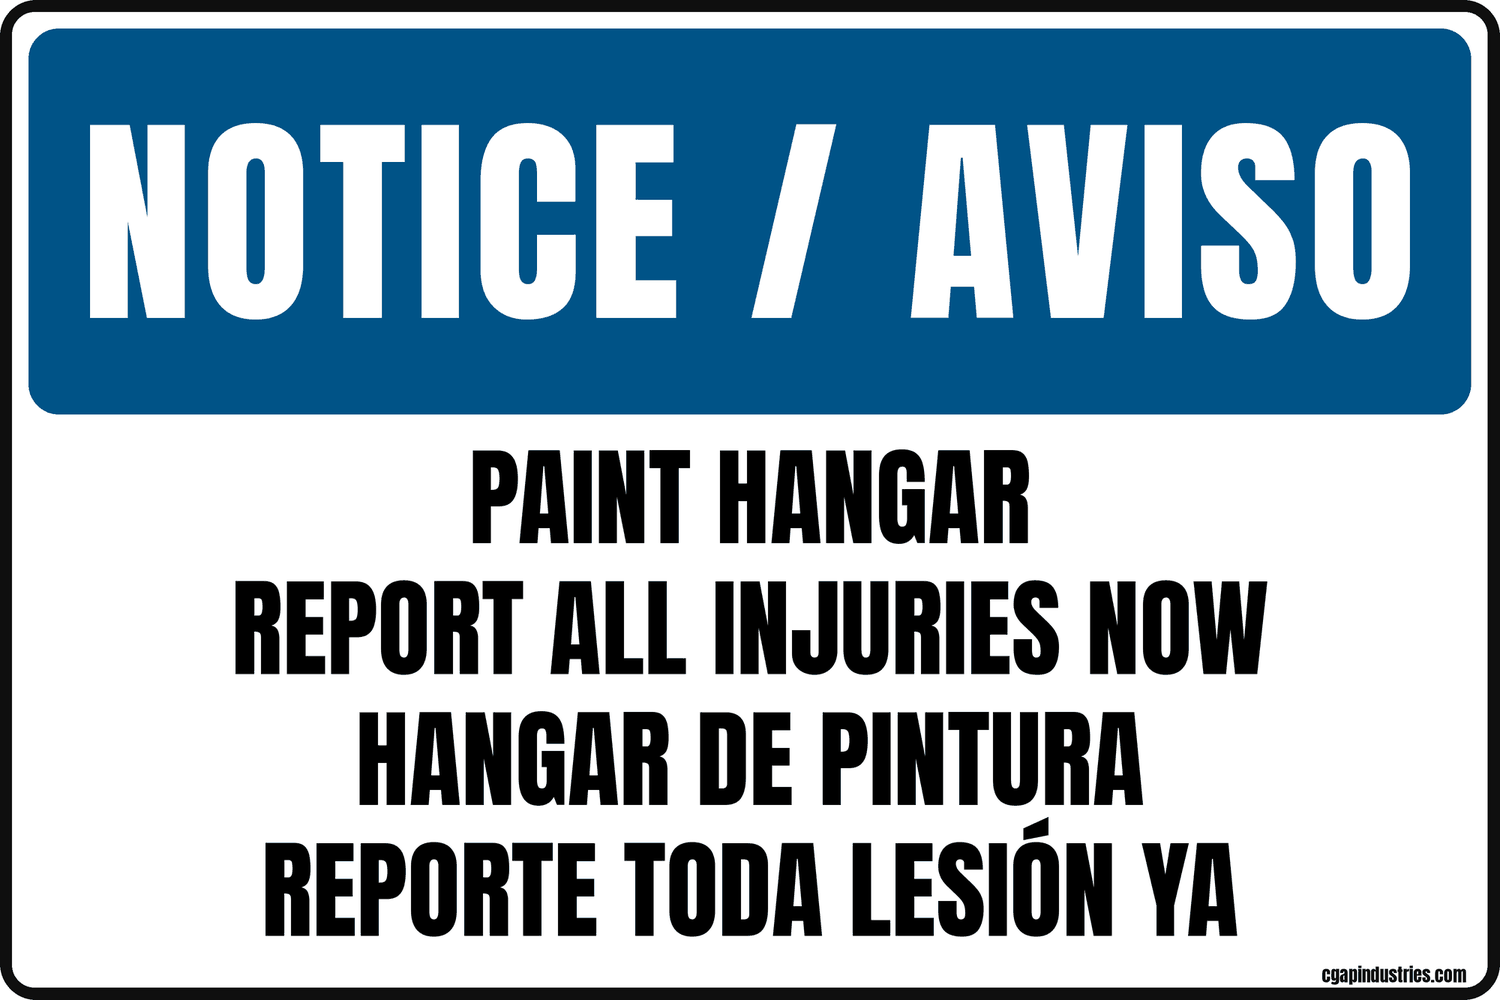 NOTICE / AVISO
PAINT HANGAR
REPORT ALL INJURIES NOW
HANGAR DE PINTURA
REPORTE TODA LESIÓN YA
cgapindustries.com